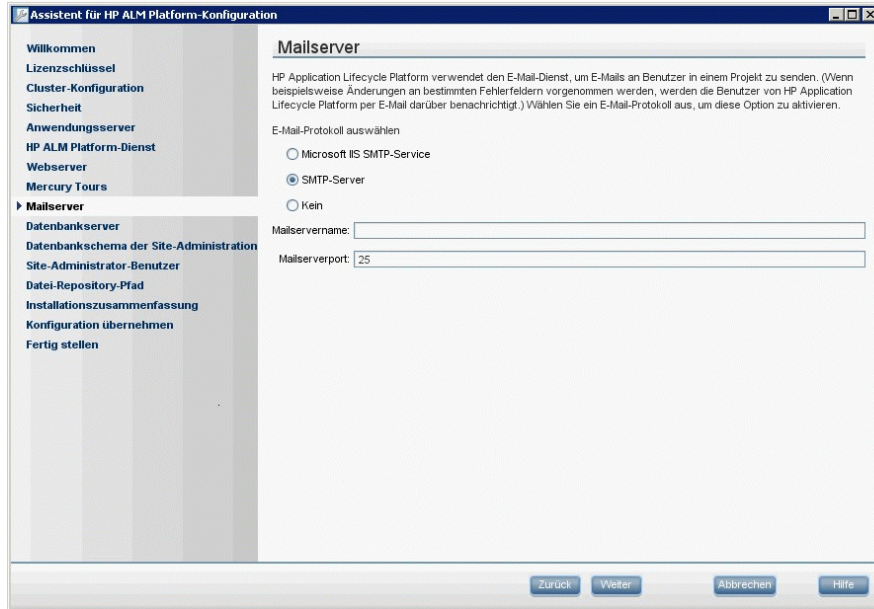 Assistent für HP ALM Platform-Konfiguration
Willkommen
Lizenzschlüssel
Cluster-Konfiguration
Sicherheit
Anwendungsserver
HP ALM Platform-Dienst
Webserver
Mercury Tours
Mailserver
Datenbankserver
Datenbankschema der Site-Administration
Site-Administrator-Benutzer
Datei-Repository-Pfad
Installationszusammenfassung
Konfiguration übernehmen
Fertig stellen
Mailserver
HP Application Lifecycle Platform verwendet den E-Mail-Dienst, um E-Mails an Benutzer in einem Projekt zu senden. (Wenn
beispielsweise Änderungen an bestimmten Fehlerfeldern vorgenommen werden, werden die Benutzer von HP Application
Lifecycle Platform per E-Mail darüber benachrichtigt.) Wählen Sie ein E-Mail-Protokoll aus, um diese Option zu aktivieren.
E-Mail-Protokoll auswählen
Microsoft IIS SMTP-Service
SMTP-Server
Kein
Mailservername:
Mailserverport: 25
Zurück Weiter Abbrechen Hilfe